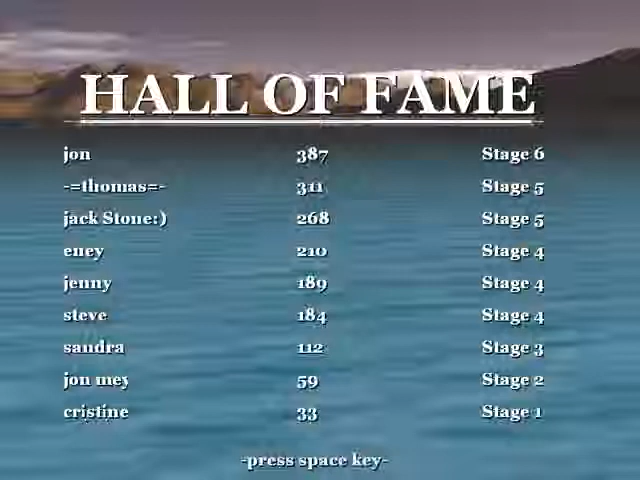 HALL OF FAME
jon 387 Stage 6
-=thomas=- 311 Stage 5
jack Stone:) 268 Stage 5
eney 210 Stage 4
jenny 189 Stage 4
steve 184 Stage 4
sandra 112 Stage 3
jon mey 59 Stage 2
cristine 33 Stage 1
-press space key-